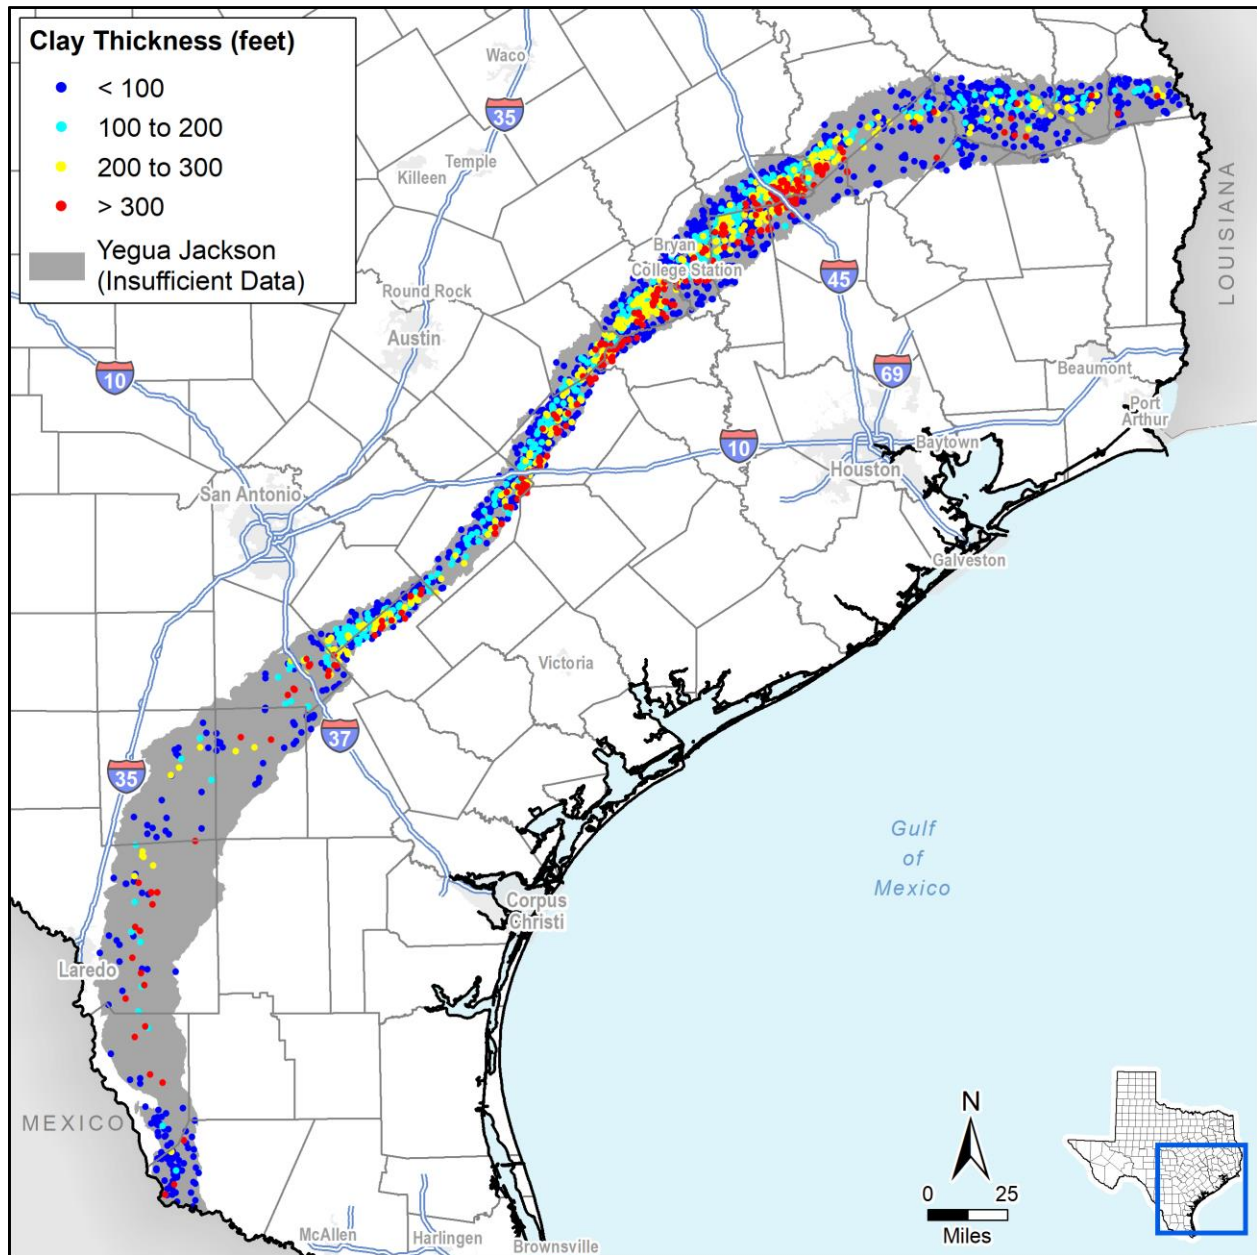 Clay Thickness (feet)
< 100
100 to 200
200 to 300
> 300
Yegua Jackson
(Insufficient Data)
Waco
35
Temple
Killeen
Bryan
College Station
LOUISIANA
45
Round Rock
Austin
10
69
Beaumont
Port
Arthur
10
Baytown
Houston
San Antonio
Galveston
Victoria
37
35
Gulf
of
Mexico
Corpus
Christi
Laredo
MEXICO
N
0 25
Miles
McAllen
Harlingen
Brownsville